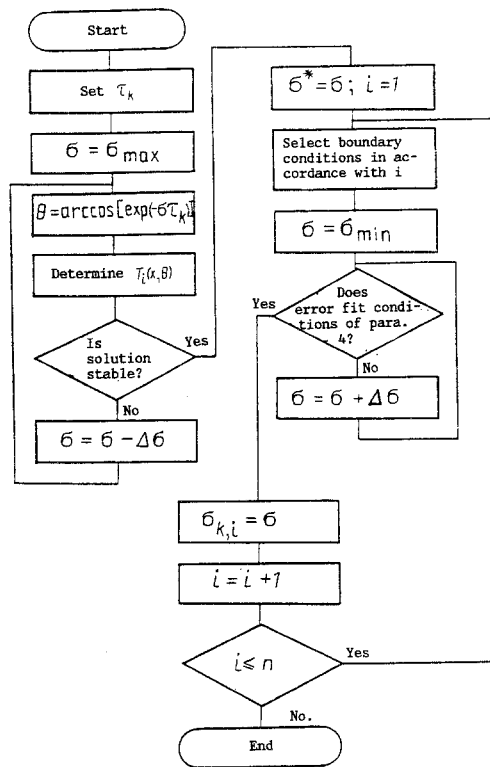 Start
Set τk
б = бmax
θ=arccos[exp(-бτk)]
Determine Ti(x,θ)
Is
solution
stable?
Yes
No
б = б - Δб
б*=б; i=1
Select boundary
conditions in ac-
cordance with i
б = бmin
Does
error fit condi-
tions of para.
4?
Yes
No
б = б + Δб
бk,i = б
i = i +1
i ≤ n
Yes
No.
End